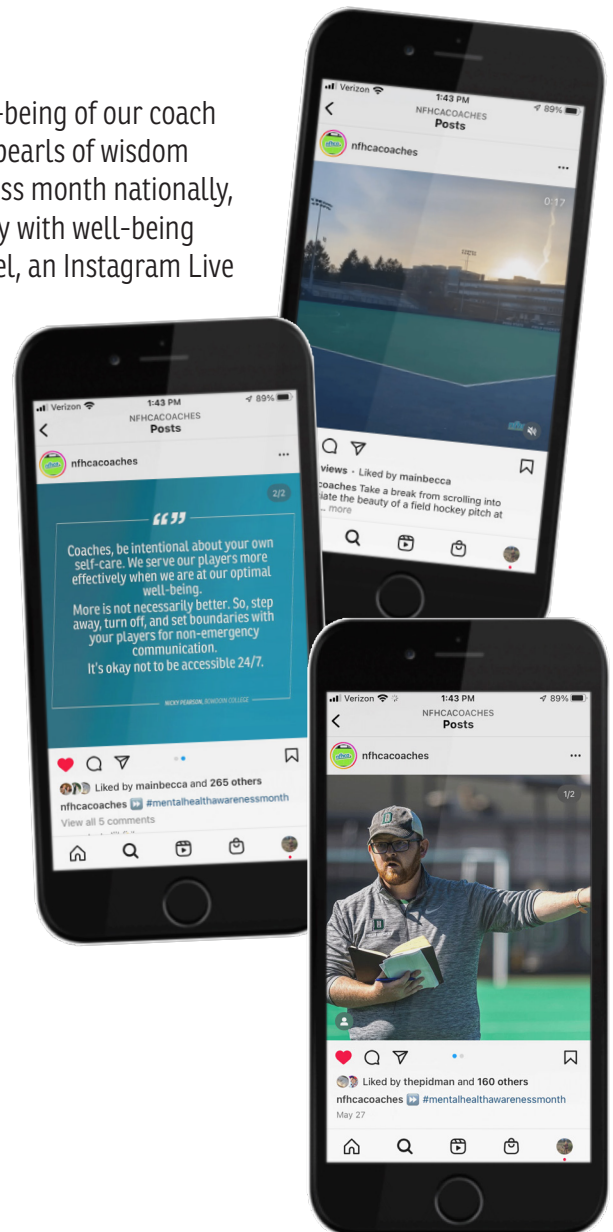 -being of our coach
pearls of wisdom
ss month nationally,
y with well-being
el, an Instagram Live
Verizon
1:43 PM
89%
NFHCACOACHES
Posts
nfhcacoaches
0:17
views • Liked by mainbecca
coaches Take a break from scrolling into
iate the beauty of a field hockey pitch at
... more
Verizon
1:43 PM
89%
NFHCACOACHES
Posts
nfhcacoaches
2/2
Coaches, be intentional about your own
self-care. We serve our players more
effectively when we are at our optimal
well-being.
More is not necessarily better. So, step
away, turn off, and set boundaries with
your players for non-emergency
communication.
It's okay not to be accessible 24/7.
NICKY PEARSON, BOWDOIN COLLEGE
Liked by mainbecca and 265 others
nfhcacoaches #mentalhealthawarenessmonth
View all 5 comments
Verizon
1:43 PM
89%
NFHCACOACHES
Posts
nfhcacoaches
1/2
Liked by thepidman and 160 others
nfhcacoaches #mentalhealthawarenessmonth
May 27